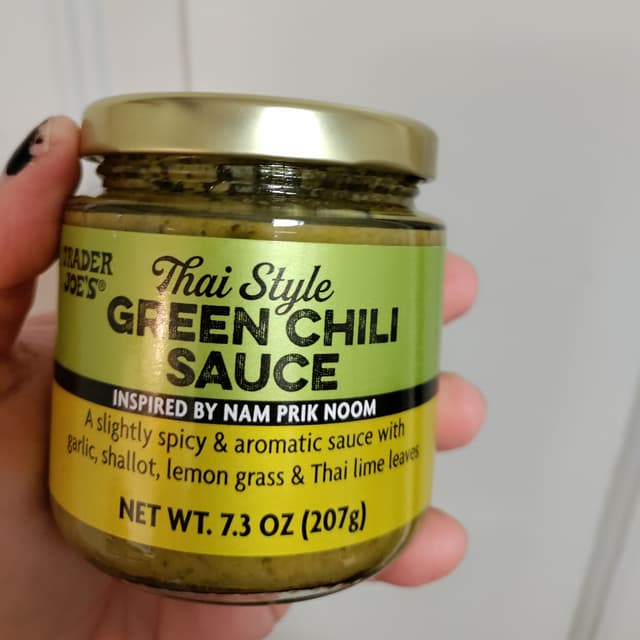 TRADER
JOE'S®
Thai Style
GREEN CHILI
SAUCE
INSPIRED BY NAM PRIK NOOM
A slightly spicy & aromatic sauce with
garlic, shallot, lemon grass & Thai lime leaves
NET WT. 7.3 OZ (207g)